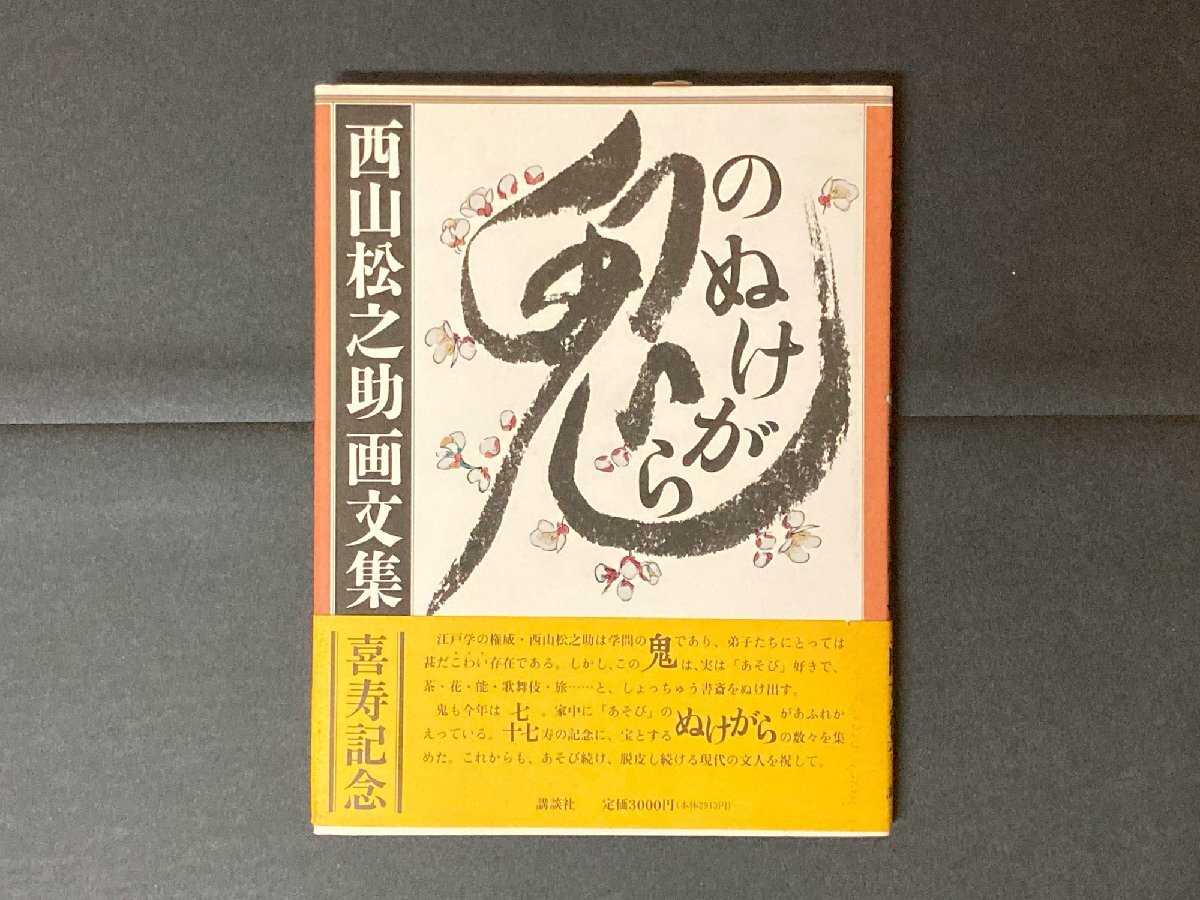 鬼のぬけがら
西山松之助画文集
喜寿記念
江戸学の権威・西山松之助は学問の鬼であり、弟子たちにとっては
甚だこわい存在である。しかし、この鬼は、実は「あそび」好きで、
茶・花・能・歌舞伎・旅……と、しょっちゅう書斎をぬけ出す。
鬼も今年は七十七。家中に「あそび」のぬけがらがあふれか
えっている。寿の記念に、宝とするぬけがらの数々を集
めた。これからも、あそび続け、脱皮し続ける現代の文人を祝して。
講談社 定価3000円(本体2913円)